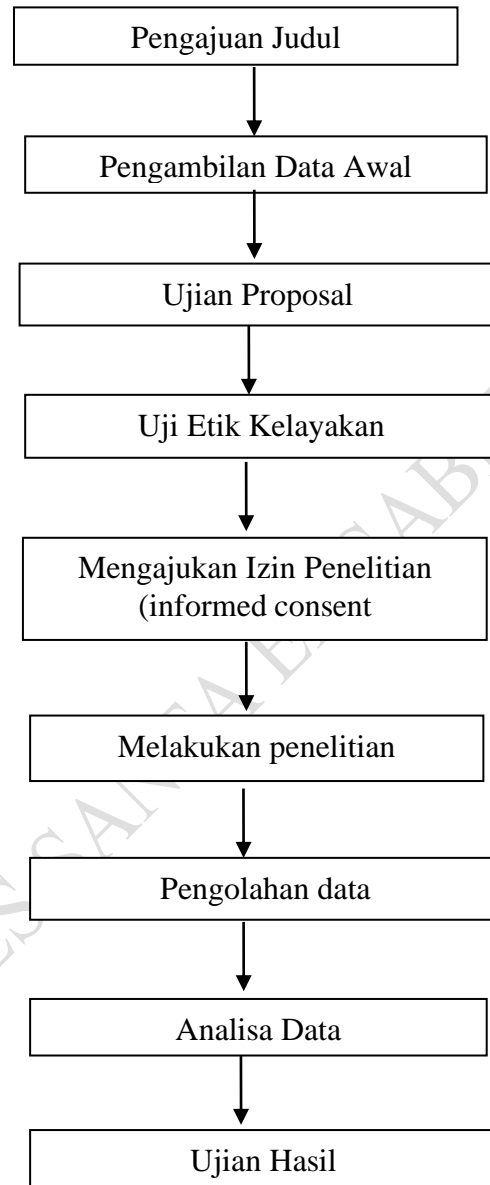 Pengajuan Judul
Pengambilan Data Awal
Ujian Proposal
Uji Etik Kelayakan
Mengajukan Izin Penelitian
(informed consent
Melakukan penelitian
Pengolahan data
Analisa Data
Ujian Hasil